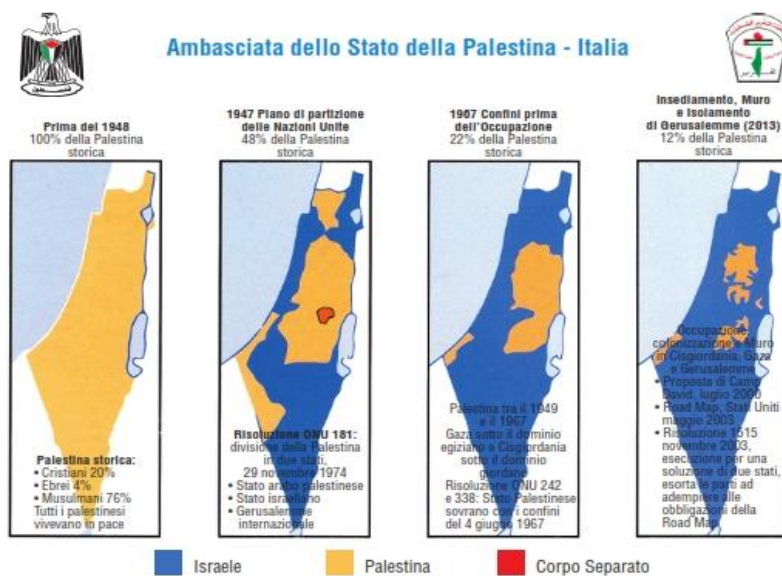 Ambasciata dello Stato della Palestina - Italia
Prima del 1948
100% della Palestina
storica
1947 Piano di partizione
delle Nazioni Unite
48% della Palestina
storica
1967 Confini prima
dell'Occupazione
22% della Palestina
storica
Insediamento, Muro
e Isolamento
di Gerusalemme (2013)
12% della Palestina
storica
Palestina storica:
• Cristiani 20%
• Ebrei 4%
• Musulmani 76%
Tutti i palestinesi
vivevano in pace
Risoluzione ONU 181:
divisione della Palestina
in due stati,
29 novembre 1974
• Stato arabo palestinese
• Stato israeliano
• Gerusalemme
internazionale
Palestina tra il 1949
e il 1967
Gaza sotto il dominio
egiziano e Cisgiordania
sotto il dominio
giordano
Risoluzione ONU 242
e 338: Stato Palestinese
sovrano con i confini
del 4 giugno 1967
Occupazione,
colonizzazione e Muro
in Cisgiordania, Gaza
e Gerusalemme
• Proposta di Camp
David, luglio 2000
• Road Map, Stati Uniti
maggio 2003
• Risoluzione 1515
novembre 2003,
esecuzione per una
soluzione di due stati,
esorta le parti ad
adempiere alle
obbligazioni della
Road Map
Israele
Palestina
Corpo Separato